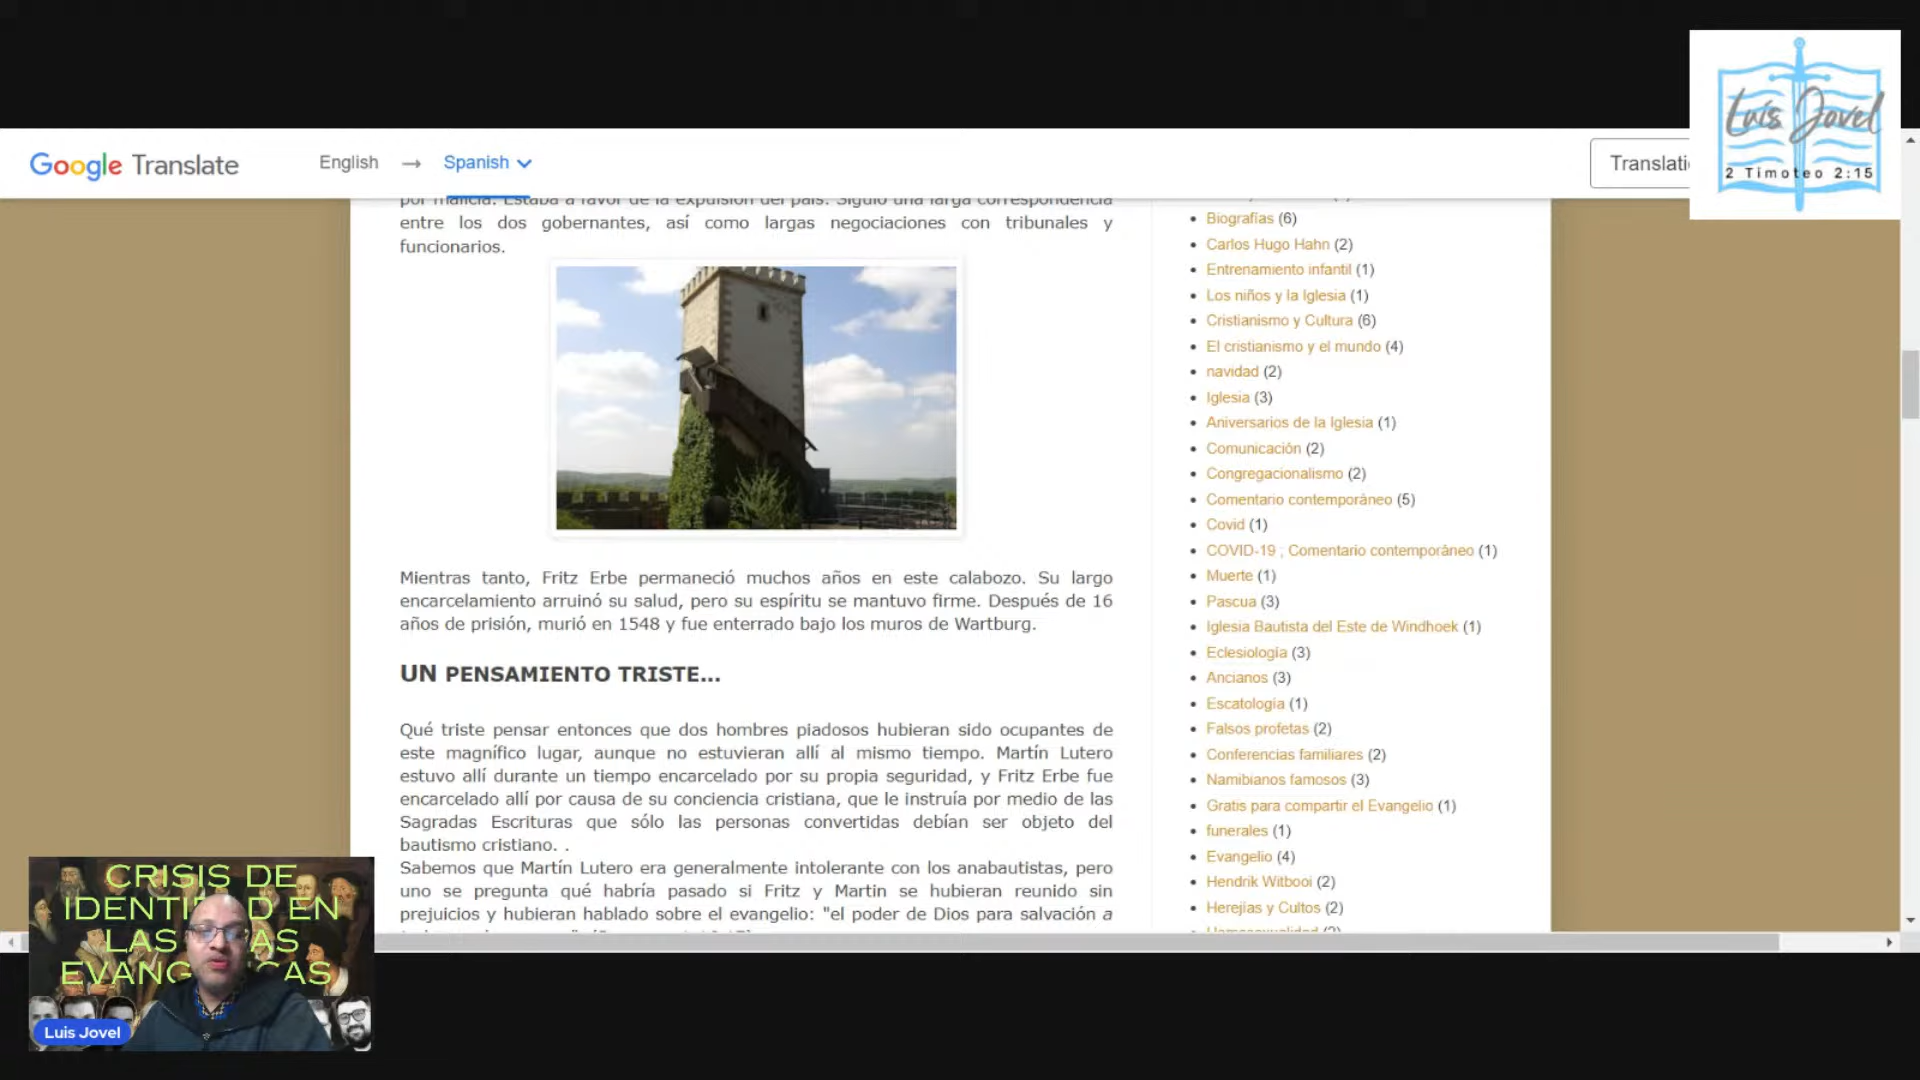 Luis Jovel
2 Timoteo 2:15
Google Translate
English → Spanish
por malicia. Estaba a favor de la expulsión del país. Siguió una larga correspondencia
entre los dos gobernantes, así como largas negociaciones con tribunales y
funcionarios.
Mientras tanto, Fritz Erbe permaneció muchos años en este calabozo. Su largo
encarcelamiento arruinó su salud, pero su espíritu se mantuvo firme. Después de 16
años de prisión, murió en 1548 y fue enterrado bajo los muros de Wartburg.
UN PENSAMIENTO TRISTE...
Qué triste pensar entonces que dos hombres piadosos hubieran sido ocupantes de
este magnífico lugar, aunque no estuvieran allí al mismo tiempo. Martín Lutero
estuvo allí durante un tiempo encarcelado por su propia seguridad, y Fritz Erbe fue
encarcelado allí por causa de su conciencia cristiana, que le instruía por medio de las
Sagradas Escrituras que sólo las personas convertidas debían ser objeto del
bautismo cristiano. .
Sabemos que Martín Lutero era generalmente intolerante con los anabautistas, pero
uno se pregunta qué habría pasado si Fritz y Martin se hubieran reunido sin
prejuicios y hubieran hablado sobre el evangelio: "el poder de Dios para salvación a
Biografías (6)
Carlos Hugo Hahn (2)
Entrenamiento infantil (1)
Los niños y la Iglesia (1)
Cristianismo y Cultura (6)
El cristianismo y el mundo (4)
navidad (2)
Iglesia (3)
Aniversarios de la Iglesia (1)
Comunicación (2)
Congregacionalismo (2)
Comentario contemporáneo (5)
Covid (1)
COVID-19 ; Comentario contemporáneo (1)
Muerte (1)
Pascua (3)
Iglesia Bautista del Este de Windhoek (1)
Eclesiología (3)
Ancianos (3)
Escatología (1)
Falsos profetas (2)
Conferencias familiares (2)
Namibianos famosos (3)
Gratis para compartir el Evangelio (1)
funerales (1)
Evangelio (4)
Hendrik Witbooi (2)
Herejías y Cultos (2)
CRISIS DE
EN
LAS
Luis Jovel